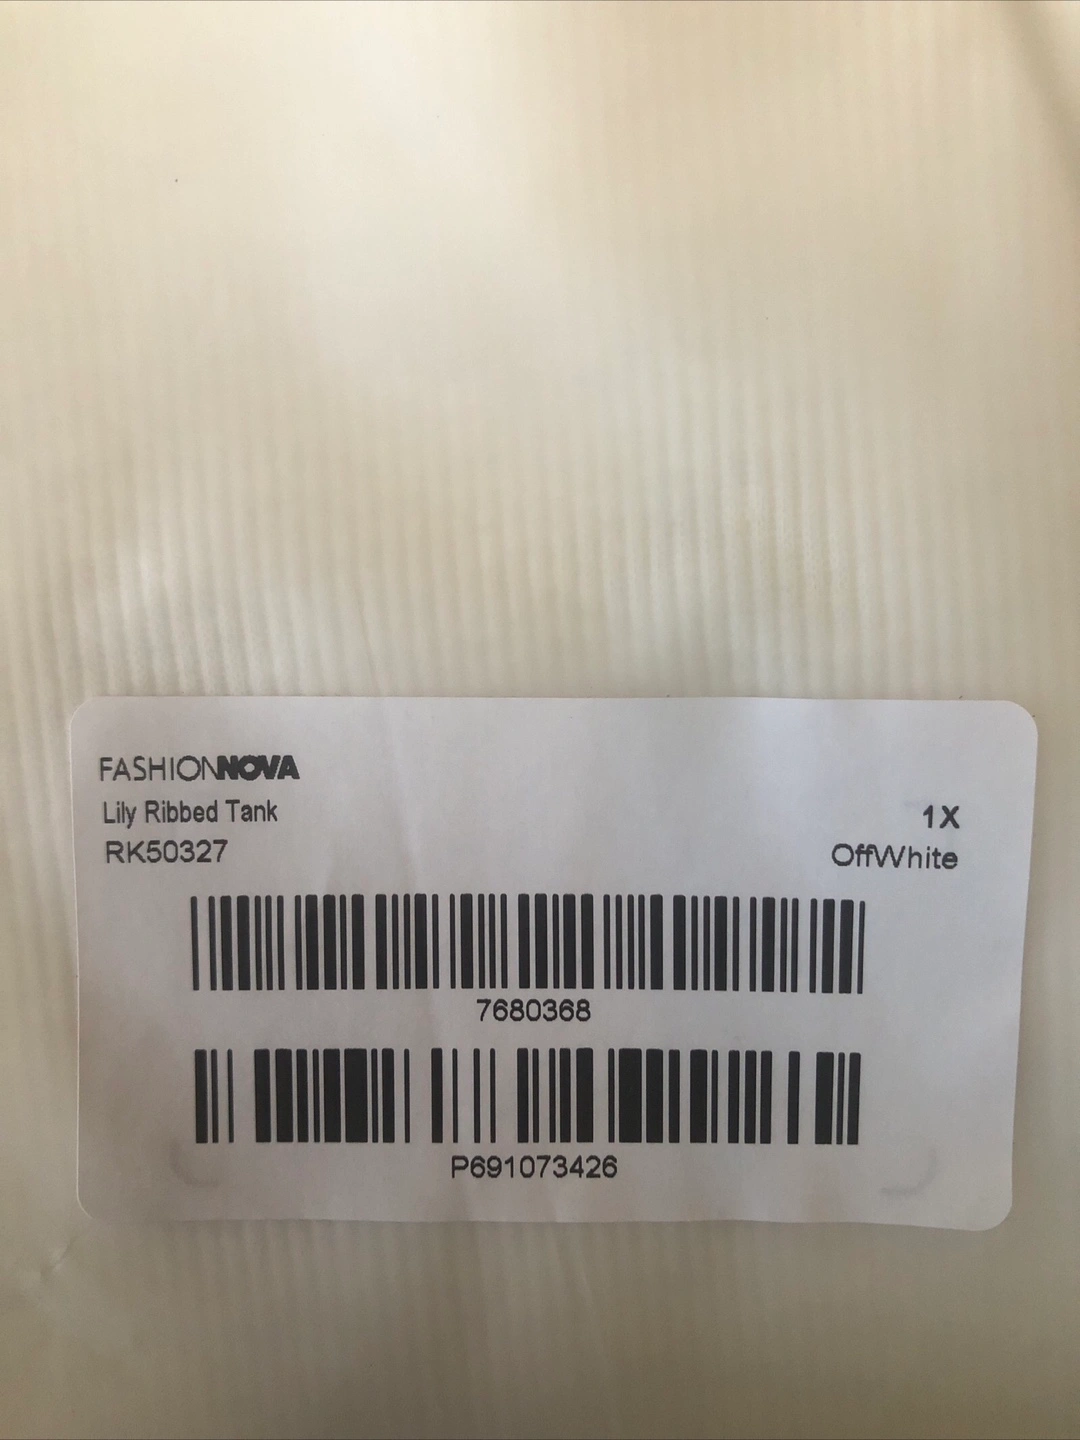 FASHIONNOVA
Lily Ribbed Tank
1X
RK50327
OffWhite
7680368
P691073426